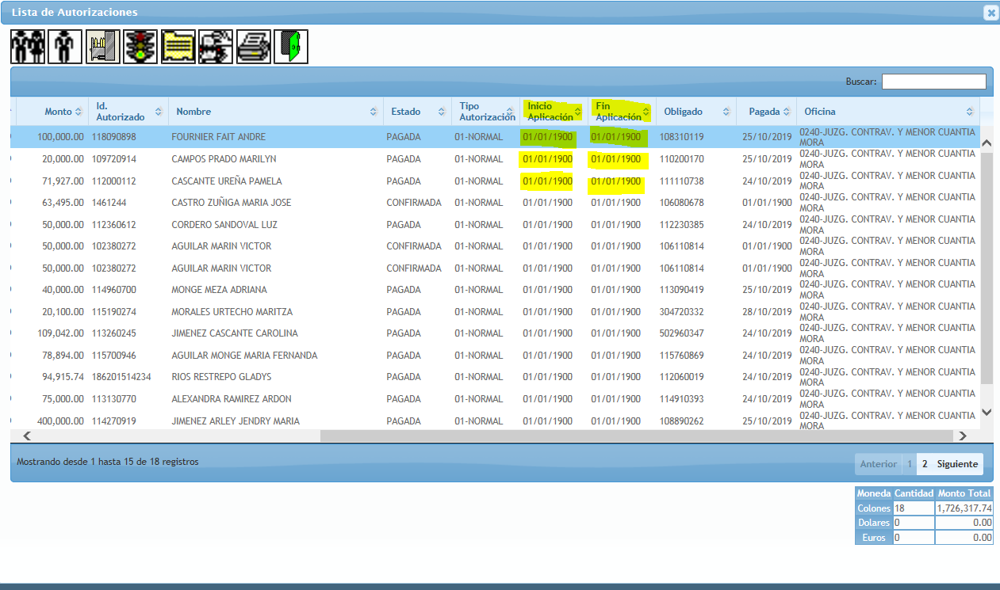 Lista de Autorizaciones
Buscar:
Monto Id. Autorizado Nombre Estado Tipo Autorización Inicio Aplicación Fin Aplicación Obligado Pagada Oficina
100,000.00 118090898 FOURNIER FAIT ANDRE PAGADA 01-NORMAL 01/01/1900 01/01/1900 108310119 25/10/2019 0240-JUZG. CONTRAV. Y MENOR CUANTIA MORA
20,000.00 109720914 CAMPOS PRADO MARILYN PAGADA 01-NORMAL 01/01/1900 01/01/1900 110200170 25/10/2019 0240-JUZG. CONTRAV. Y MENOR CUANTIA MORA
71,927.00 112000112 CASCANTE UREÑA PAMELA PAGADA 01-NORMAL 01/01/1900 01/01/1900 111110738 24/10/2019 0240-JUZG. CONTRAV. Y MENOR CUANTIA MORA
63,495.00 1461244 CASTRO ZUÑIGA MARIA JOSE CONFIRMADA 01-NORMAL 01/01/1900 01/01/1900 106080678 01/01/1900 0240-JUZG. CONTRAV. Y MENOR CUANTIA MORA
50,000.00 112360612 CORDERO SANDOVAL LUZ PAGADA 01-NORMAL 01/01/1900 01/01/1900 112230385 24/10/2019 0240-JUZG. CONTRAV. Y MENOR CUANTIA MORA
50,000.00 102380272 AGUILAR MARIN VICTOR CONFIRMADA 01-NORMAL 01/01/1900 01/01/1900 106110814 01/01/1900 0240-JUZG. CONTRAV. Y MENOR CUANTIA MORA
50,000.00 102380272 AGUILAR MARIN VICTOR CONFIRMADA 01-NORMAL 01/01/1900 01/01/1900 106110814 01/01/1900 0240-JUZG. CONTRAV. Y MENOR CUANTIA MORA
40,000.00 114960700 MONGE MEZA ADRIANA PAGADA 01-NORMAL 01/01/1900 01/01/1900 113090419 25/10/2019 0240-JUZG. CONTRAV. Y MENOR CUANTIA MORA
20,100.00 115190274 MORALES URTECHO MARITZA PAGADA 01-NORMAL 01/01/1900 01/01/1900 304720332 28/10/2019 0240-JUZG. CONTRAV. Y MENOR CUANTIA MORA
109,042.00 113260245 JIMENEZ CASCANTE CAROLINA PAGADA 01-NORMAL 01/01/1900 01/01/1900 502960347 24/10/2019 0240-JUZG. CONTRAV. Y MENOR CUANTIA MORA
78,894.00 115700946 AGUILAR MONGE MARIA FERNANDA PAGADA 01-NORMAL 01/01/1900 01/01/1900 115760869 24/10/2019 0240-JUZG. CONTRAV. Y MENOR CUANTIA MORA
94,915.74 186201514234 RIOS RESTREPO GLADYS PAGADA 01-NORMAL 01/01/1900 01/01/1900 112060019 24/10/2019 0240-JUZG. CONTRAV. Y MENOR CUANTIA MORA
75,000.00 113130770 ALEXANDRA RAMIREZ ARDON PAGADA 01-NORMAL 01/01/1900 01/01/1900 114910393 24/10/2019 0240-JUZG. CONTRAV. Y MENOR CUANTIA MORA
400,000.00 114270919 JIMENEZ ARLEY JENDRY MARIA PAGADA 01-NORMAL 01/01/1900 01/01/1900 108890262 25/10/2019 0240-JUZG. CONTRAV. Y MENOR CUANTIA MORA
Mostrando desde 1 hasta 15 de 18 registros
Anterior 1 2 Siguiente
Moneda Cantidad Monto Total
Colones 18 1,726,317.74
Dolares 0 0.00
Euros 0 0.00